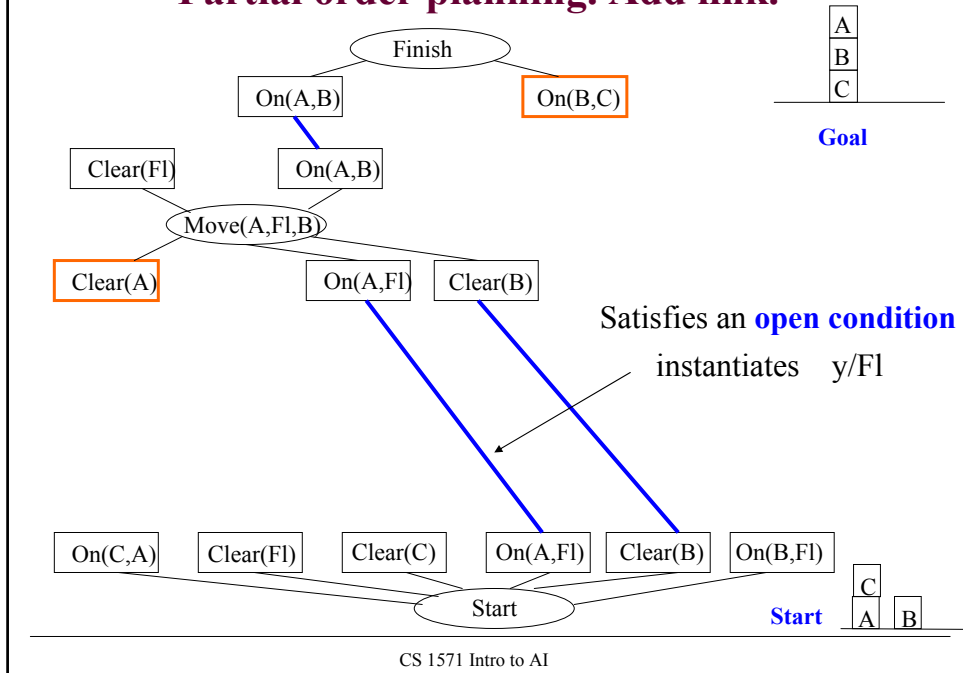 Partial order planning. Add link.
Finish
On(A,B)
On(B,C)
A
B
C
Goal
Clear(Fl)
On(A,B)
Move(A,Fl,B)
Clear(A)
On(A,Fl)
Clear(B)
Satisfies an open condition
instantiates y/Fl
On(C,A)
Clear(Fl)
Clear(C)
On(A,Fl)
Clear(B)
On(B,Fl)
Start
Start
C
A B
CS 1571 Intro to AI